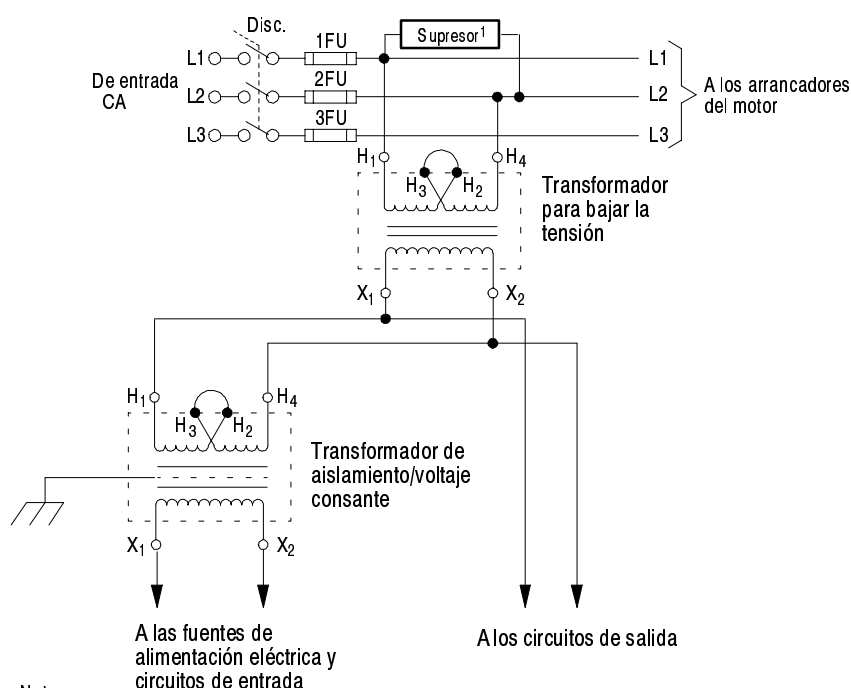 Disc.
1FU
Supresor1
L1
L1
De entrada
CA
2FU
L2
L2
A los arrancadores
del motor
3FU
L3
L3
H1
H3
H2
H4
Transformador
para bajar la
tensión
X1
X2
H1
H3
H2
H4
Transformador de
aislamiento/voltaje
consante
X1
X2
A las fuentes de
alimentación eléctrica y
circuitos de entrada
A los circuitos de salida